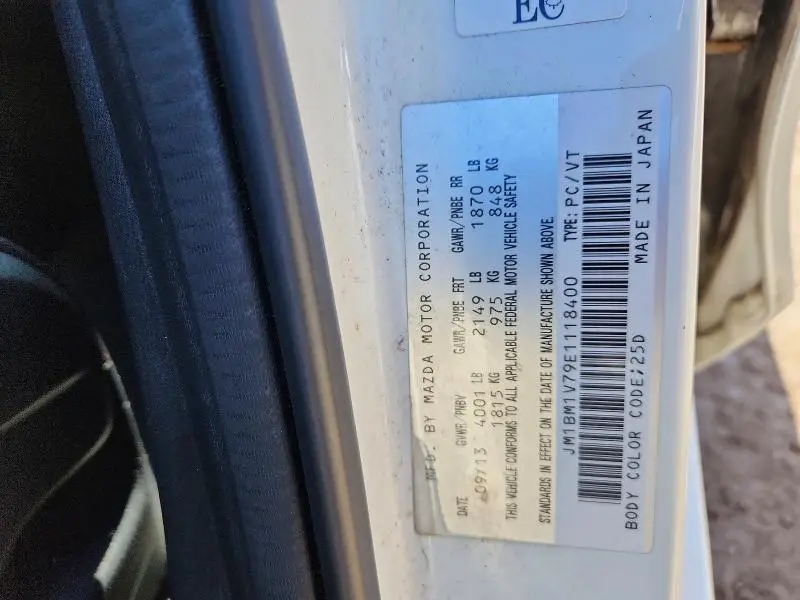 EC
MFD. BY MAZDA MOTOR CORPORATION
DATE GVWR/PNBV GAWR/PNBE FRT GAWR/PNBE RR
09/13 4001 LB 2149 LB 1870 LB
1815 KG 975 KG 848 KG
THIS VEHICLE CONFORMS TO ALL APPLICABLE FEDERAL MOTOR VEHICLE SAFETY
STANDARDS IN EFFECT ON THE DATE OF MANUFACTURE SHOWN ABOVE.
JM1BM1V79E1118400 TYPE: PC/VT
BODY COLOR CODE;25D MADE IN JAPAN